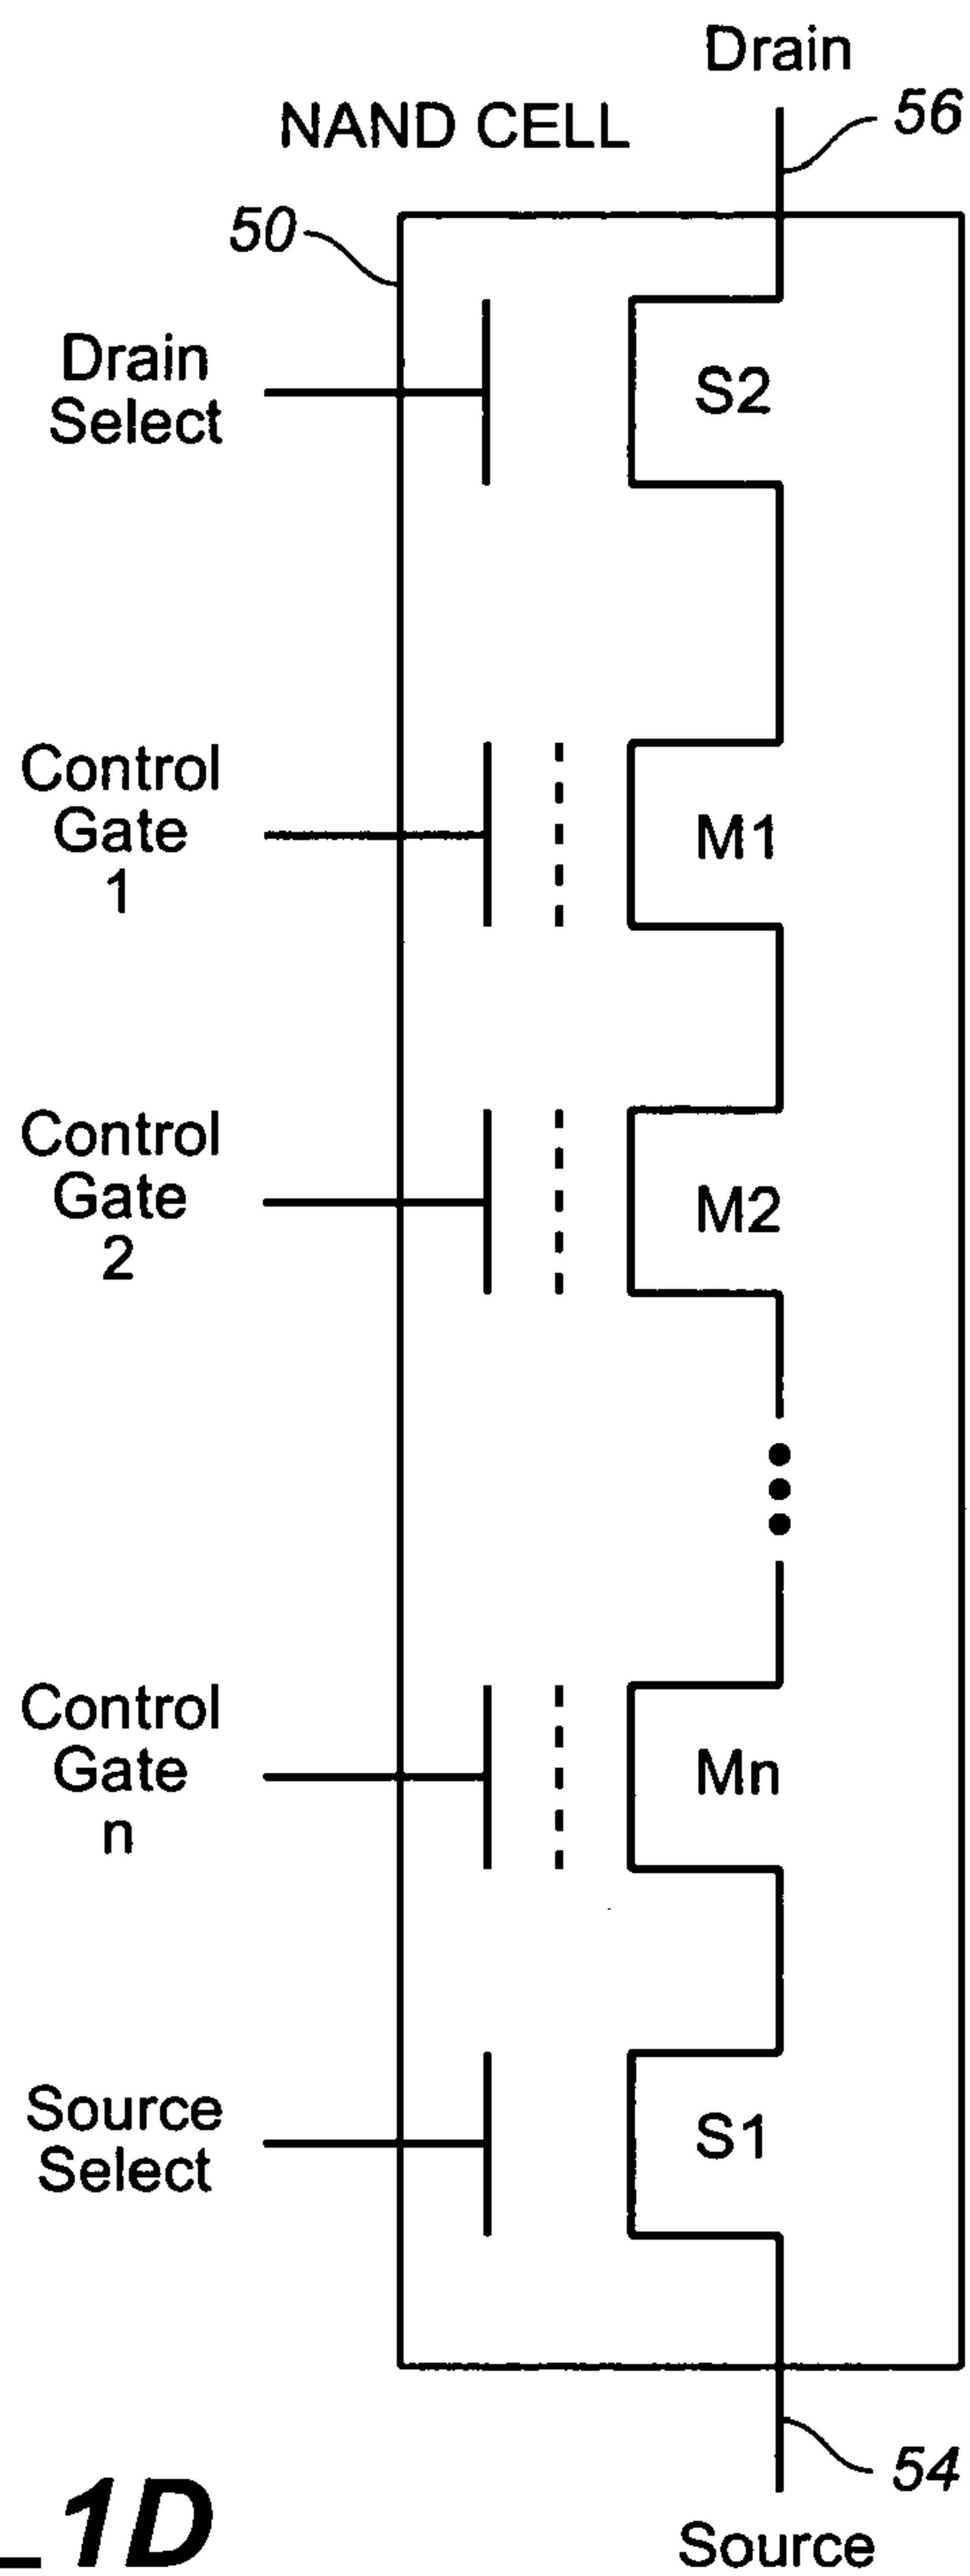 Drain
56
NAND CELL
50
Drain
Select
S2
Control
Gate
1
M1
Control
Gate
2
M2
Control
Gate
n
Mn
Source
Select
S1
54
1D
Source